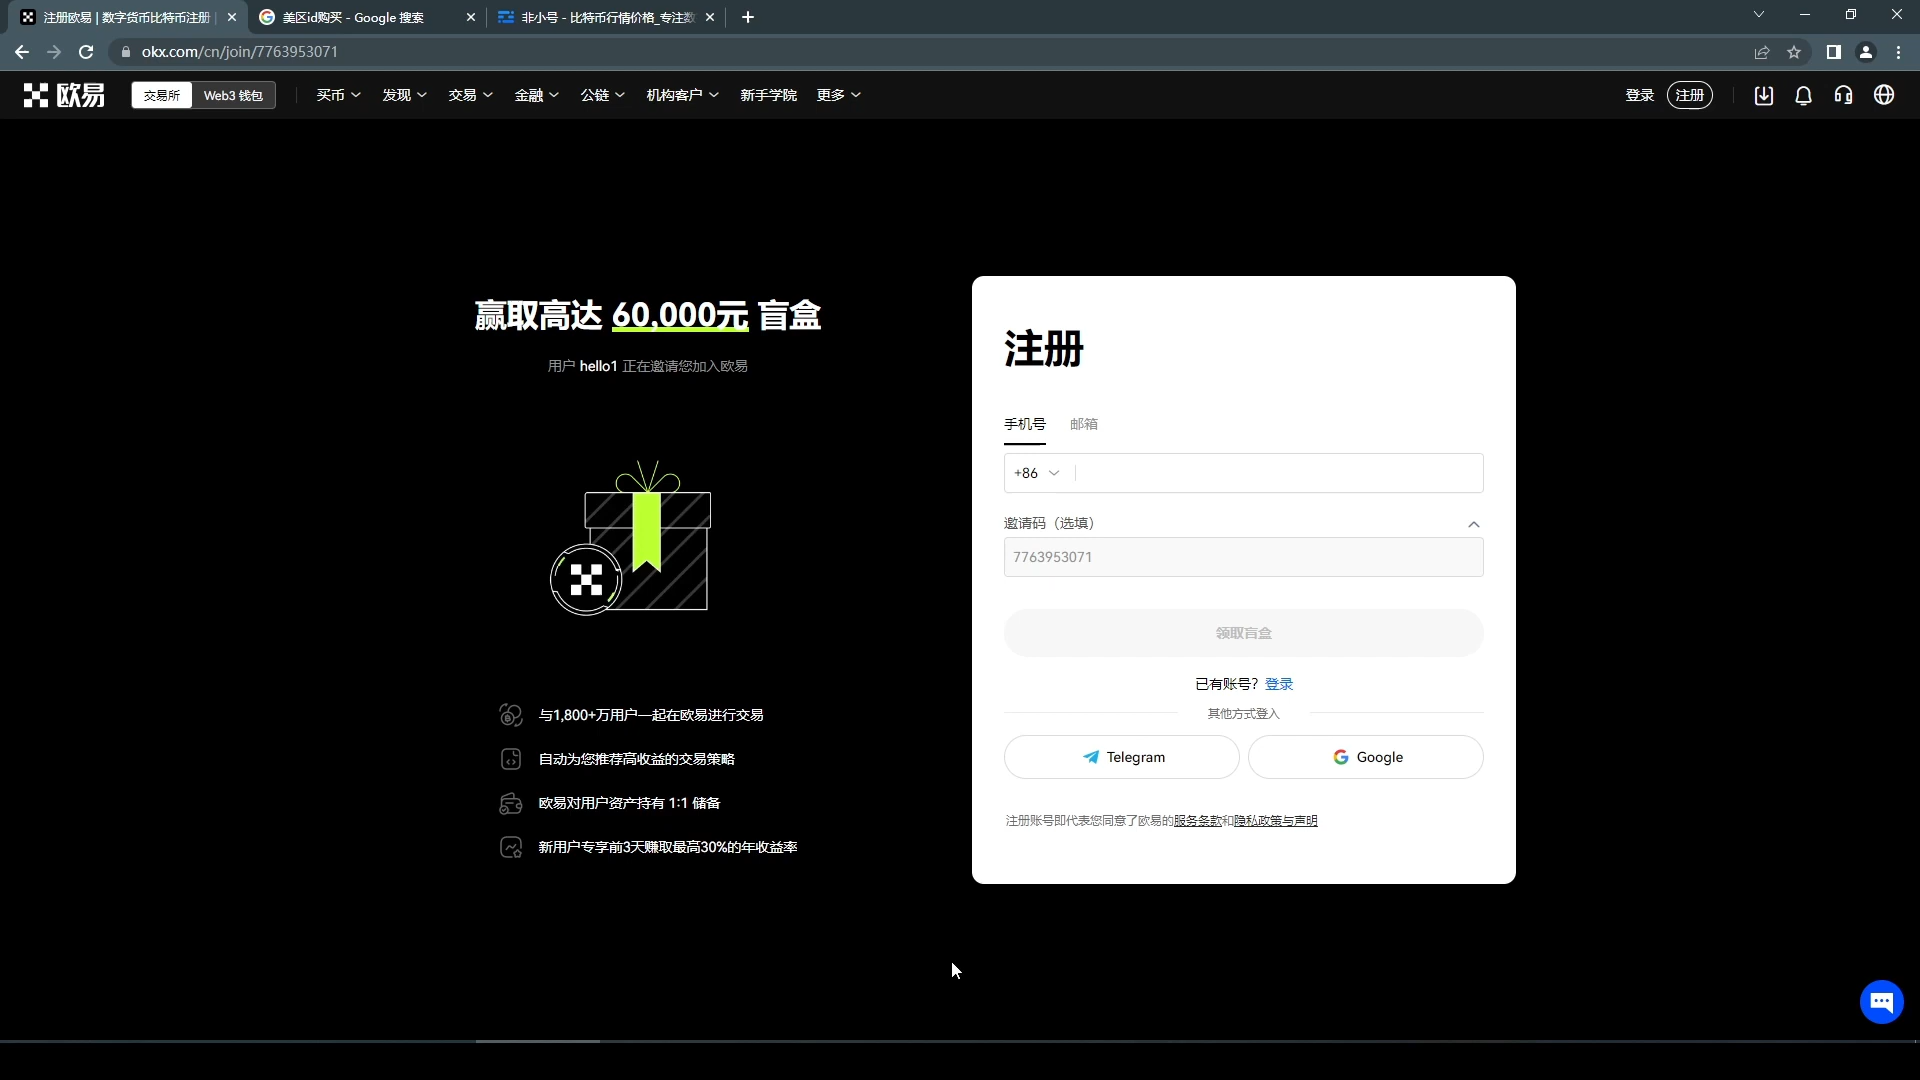 注册欧易 | 数字货币比特币注册 |
美区id购买 - Google 搜索
非小号 - 比特币行情价格_专注数
okx.com/cn/join/7763953071
欧易
交易所
Web3 钱包
买币
发现
交易
金融
公链
机构客户
新手学院
更多
登录
注册
赢取高达 60,000元 盲盒
用户 hello1 正在邀请您加入欧易
与1,800+万用户一起在欧易进行交易
自动为您推荐高收益的交易策略
欧易对用户资产持有 1:1 储备
新用户专享前3天赚取最高30%的年收益率
注册
手机号
邮箱
+86
邀请码（选填）
7763953071
领取盲盒
已有账号? 登录
其他方式登入
Telegram
Google
注册账号即代表您同意了欧易的服务条款和隐私政策与声明